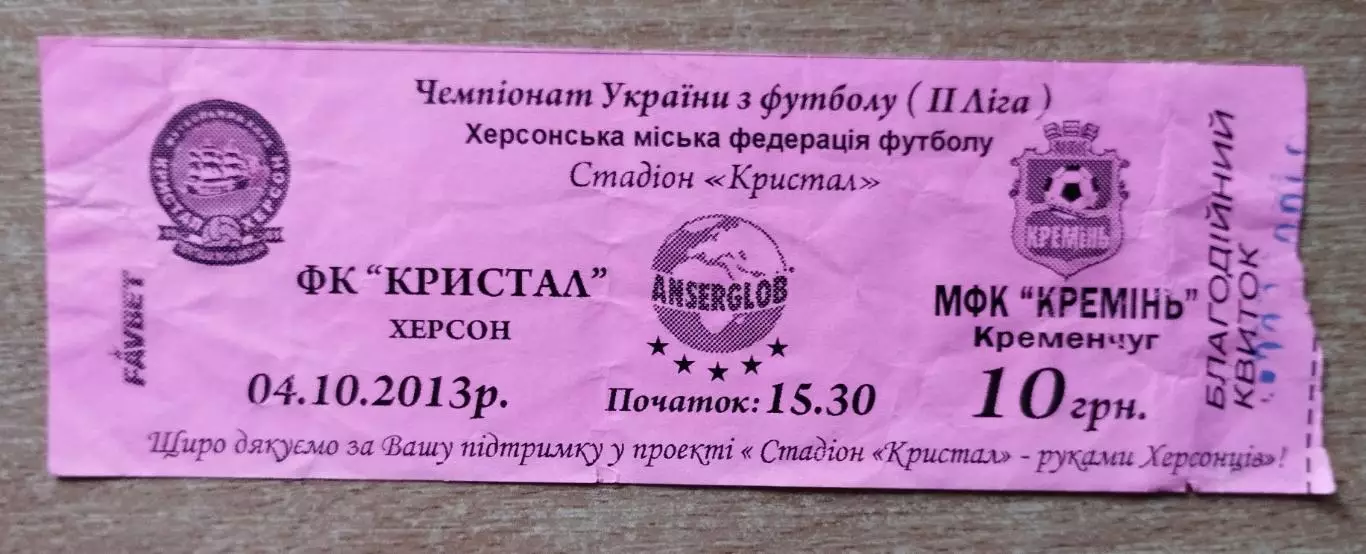 Чемпіонат України з футболу ( II Ліга )
Херсонська міська федерація футболу
Стадіон «Кристал»
КРИСТАЛ ХЕРСОН
КРЕМІНЬ
ФК "КРИСТАЛ"
ХЕРСОН
ANSERGLOB
МФК "КРЕМІНЬ"
Кременчуг
FAVBET
04.10.2013р.
Початок: 15.30
10 грн.
БЛАГОДІЙНИЙ
КВИТОК
Щиро дякуємо за Вашу підтримку у проекті « Стадіон «Кристал» - руками Херсонців»!